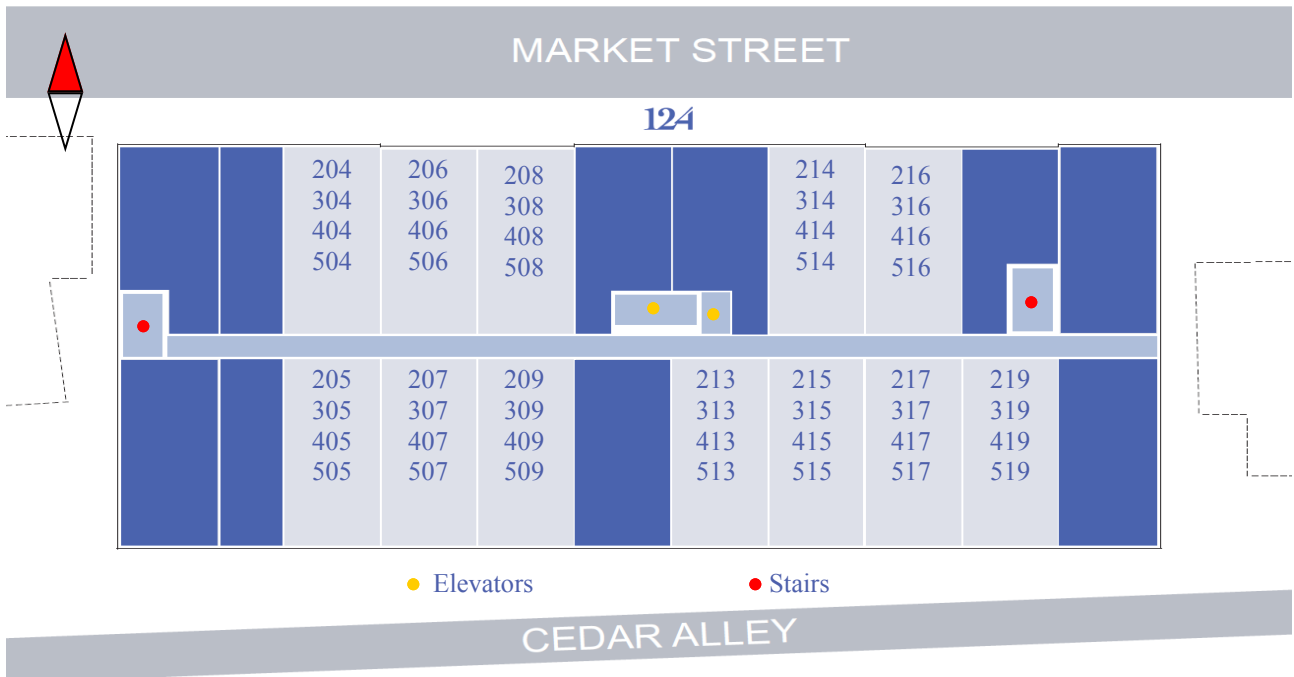 MARKET STREET
124
204 206 208 214 216
304 306 308 314 316
404 406 408 414 416
504 506 508 514 516
205 207 209 213 215 217 219
305 307 309 313 315 317 319
405 407 409 413 415 417 419
505 507 509 513 515 517 519
Elevators Stairs
CEDAR ALLEY